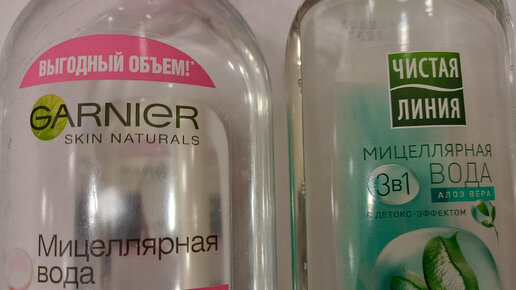 ВЫГОДНЫЙ ОБЪЕМ!*
GARNIER
SKIN NATURALS
Мицеллярная
вода
ЧИСТАЯ
ЛИНИЯ
МИЦЕЛЛЯРНАЯ
3в1
ВОДА
АЛОЭ ВЕРА
С ДЕТОКС-ЭФФЕКТОМ